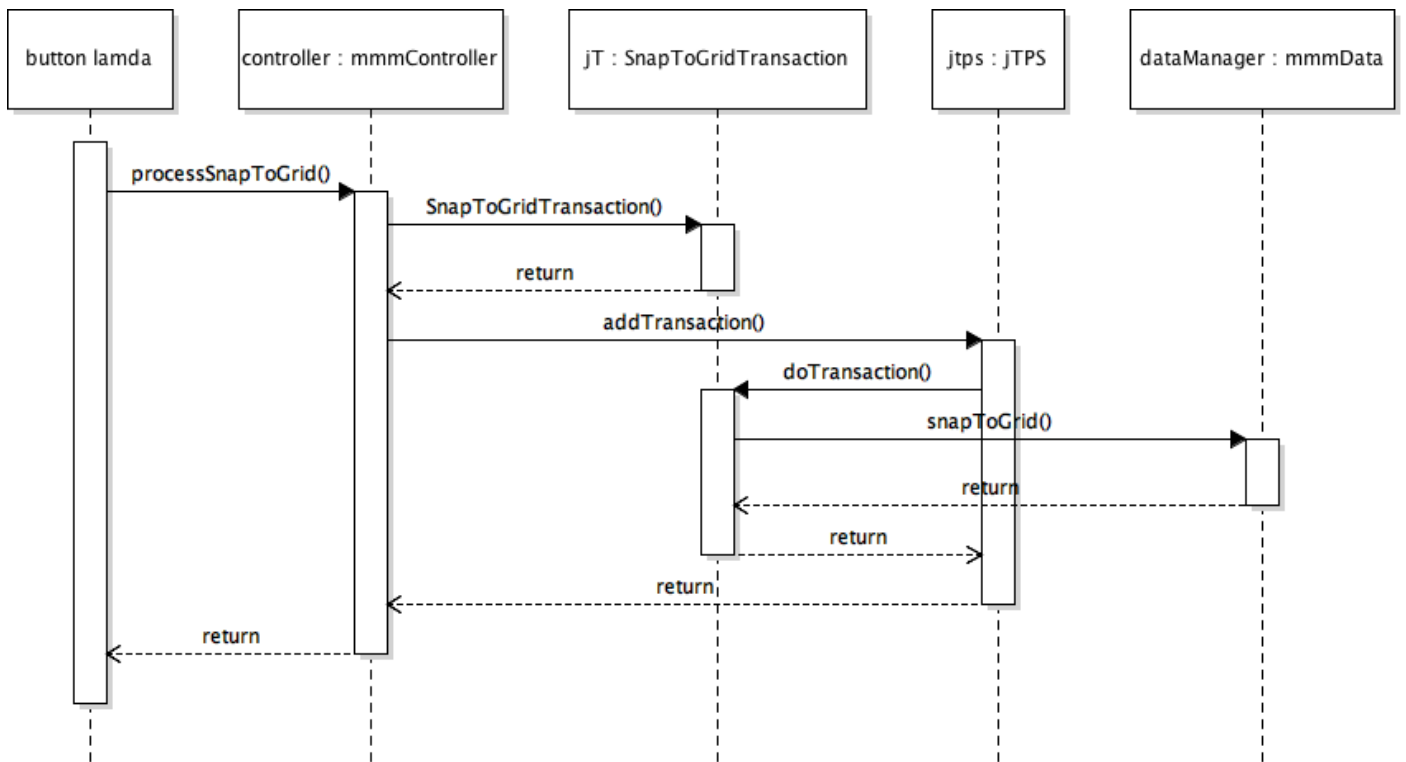 button lamda
controller : mmmController
jT : SnapToGridTransaction
jtps : jTPS
dataManager : mmmData
processSnapToGrid()
SnapToGridTransaction()
return
addTransaction()
doTransaction()
snapToGrid()
return
return
return
return